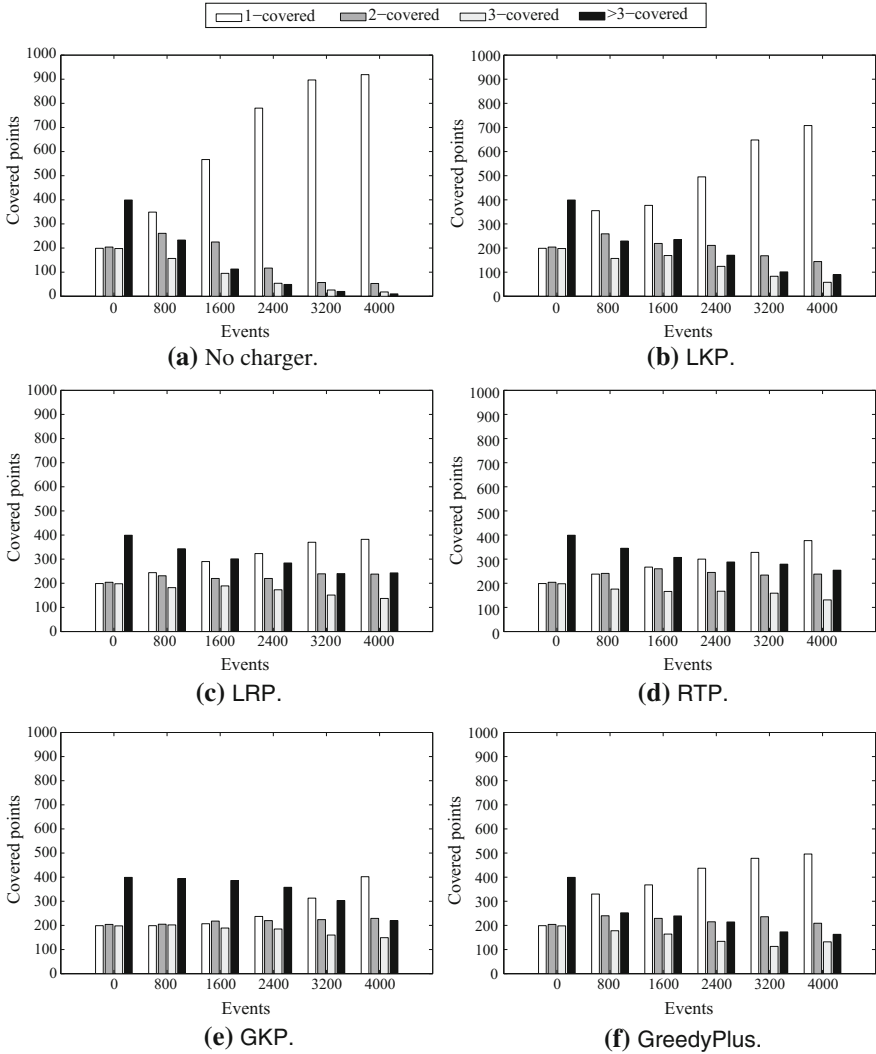 1−covered 2−covered 3−covered >3−covered
1000
900
800
700
600
500
400
300
200
100
0
Covered points
0 800 1600 2400 3200 4000
Events
(a) No charger.
1000
900
800
700
600
500
400
300
200
100
0
Covered points
0 800 1600 2400 3200 4000
Events
(b) LKP.
1000
900
800
700
600
500
400
300
200
100
0
Covered points
0 800 1600 2400 3200 4000
Events
(c) LRP.
1000
900
800
700
600
500
400
300
200
100
0
Covered points
0 800 1600 2400 3200 4000
Events
(d) RTP.
1000
900
800
700
600
500
400
300
200
100
0
Covered points
0 800 1600 2400 3200 4000
Events
(e) GKP.
1000
900
800
700
600
500
400
300
200
100
0
Covered points
0 800 1600 2400 3200 4000
Events
(f) GreedyPlus.